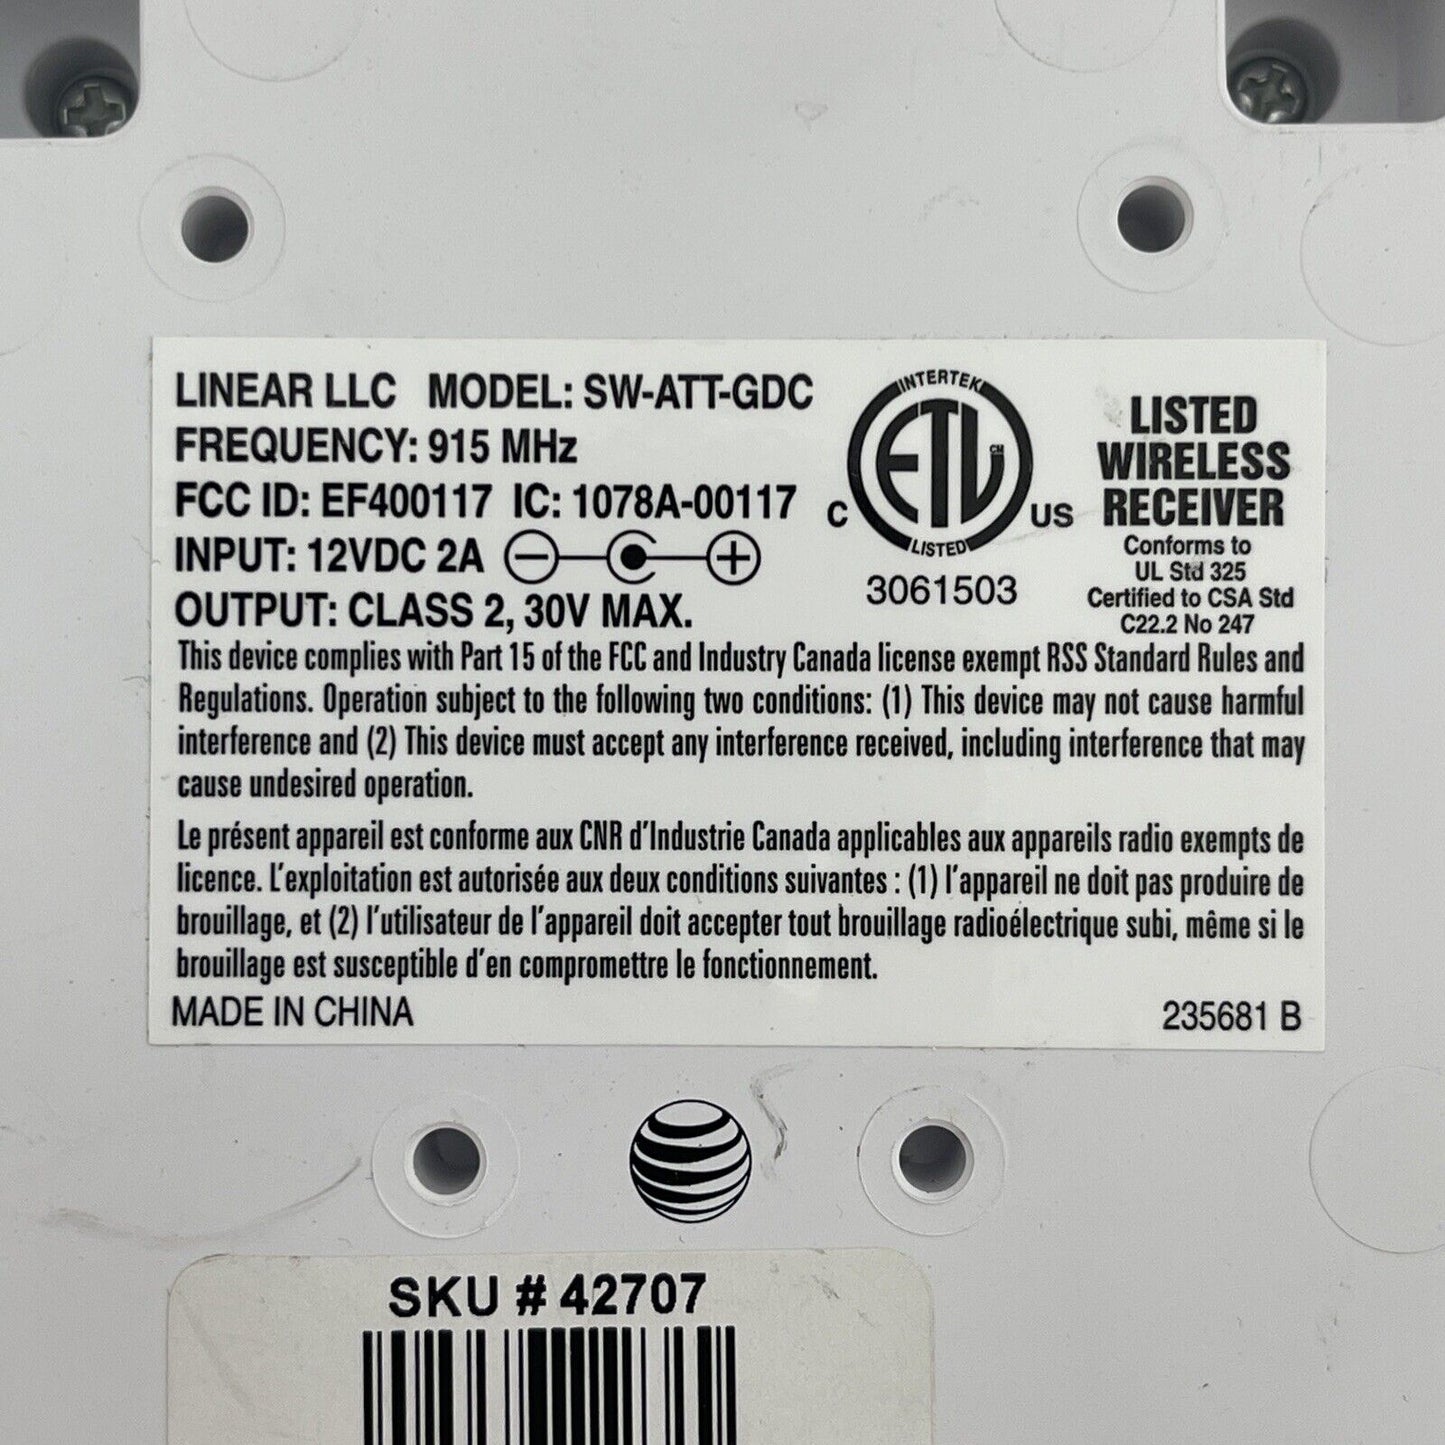 LINEAR LLC MODEL: SW-ATT-GDC
FREQUENCY: 915 MHz
FCC ID: EF400117 IC: 1078A-00117
INPUT: 12VDC 2A
OUTPUT: CLASS 2, 30V MAX.
INTERTEK
ETL CM
C US
LISTED
3061503
LISTED
WIRELESS
RECEIVER
Conforms to
UL Std 325
Certified to CSA Std
C22.2 No 247
This device complies with Part 15 of the FCC and Industry Canada license exempt RSS Standard Rules and
Regulations. Operation subject to the following two conditions: (1) This device may not cause harmful
interference and (2) This device must accept any interference received, including interference that may
cause undesired operation.
Le présent appareil est conforme aux CNR d'Industrie Canada applicables aux appareils radio exempts de
licence. L'exploitation est autorisée aux deux conditions suivantes : (1) l'appareil ne doit pas produire de
brouillage, et (2) l'utilisateur de l'appareil doit accepter tout brouillage radioélectrique subi, même si le
brouillage est susceptible d'en compromettre le fonctionnement.
MADE IN CHINA 235681 B
SKU # 42707